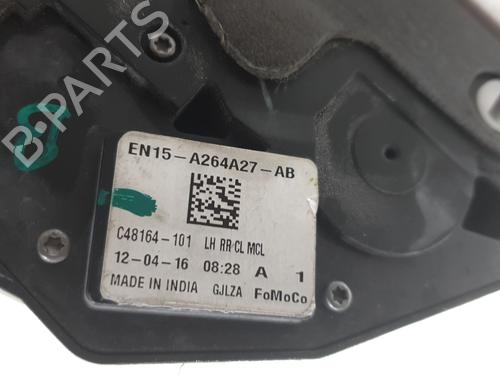 B-PARTS
EN15-A264A27-AB
C48164-101 LH RR CL MCL
12-04-16 08:28 A 1
MADE IN INDIA GJLZA FoMoCo